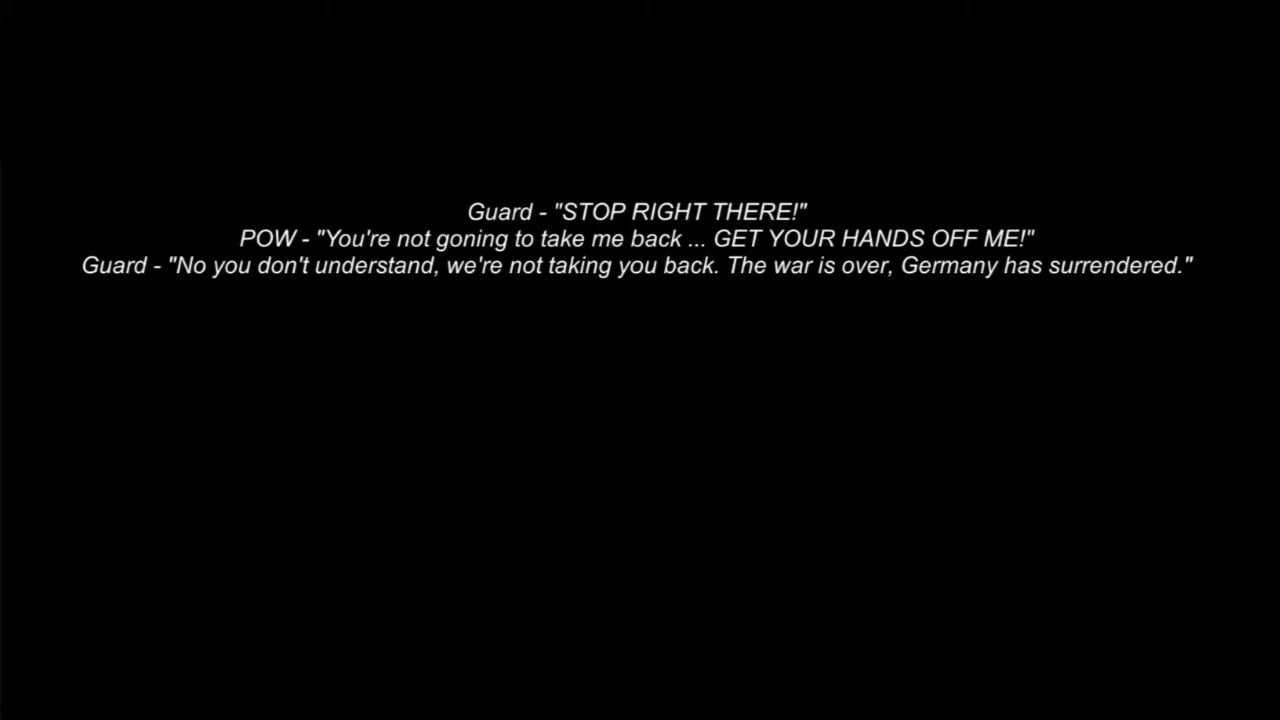 Guard - "STOP RIGHT THERE!"
POW - "You're not goning to take me back ... GET YOUR HANDS OFF ME!"
Guard - "No you don't understand, we're not taking you back. The war is over, Germany has surrendered."